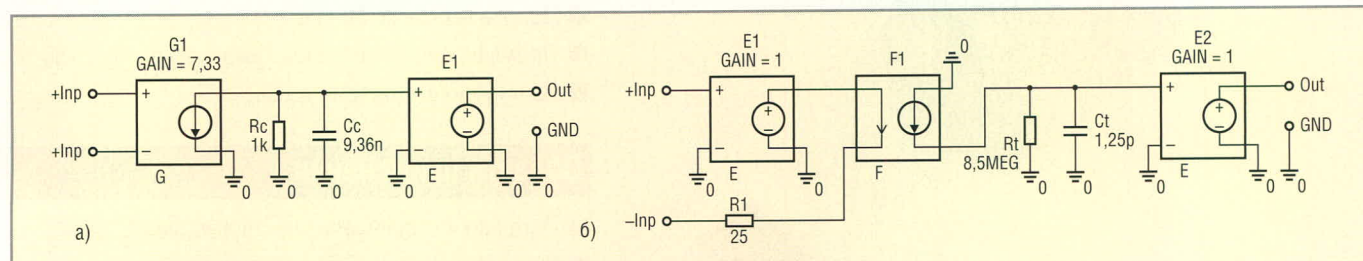 G1
GAIN = 7,33
+Inp
+
+Inp
–
G
0
Rc
1k
0
Cc
9,36n
0
E1
+
–
+
–
E
0
0
Out
GND
0
а)
E1
GAIN = 1
+Inp
+
–
+
–
E
0
0
–Inp
R1
25
F1
F
0
Rt
8,5MEG
0
Ct
1,25p
0
E2
GAIN = 1
+
–
+
–
E
0
0
Out
GND
0
б)